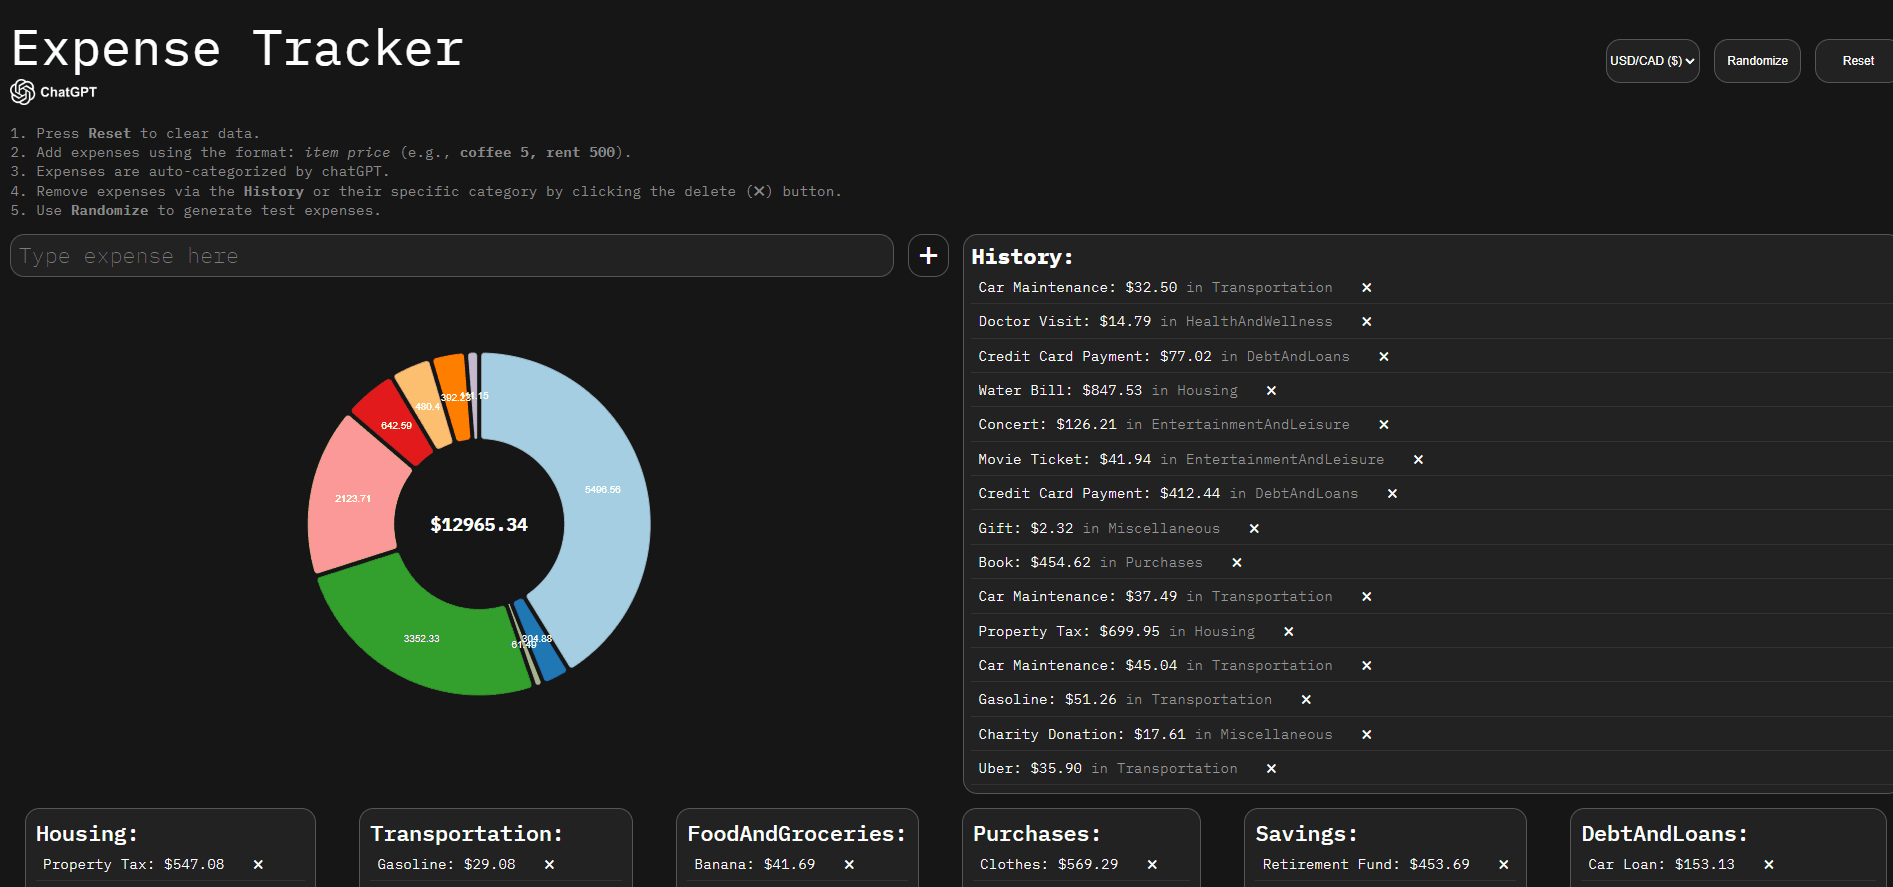 Expense Tracker
ChatGPT
USD/CAD ($)
Randomize
Reset
1. Press Reset to clear data.
2. Add expenses using the format: item price (e.g., coffee 5, rent 500).
3. Expenses are auto-categorized by chatGPT.
4. Remove expenses via the History or their specific category by clicking the delete (✕) button.
5. Use Randomize to generate test expenses.
Type expense here
+
History:
Car Maintenance: $32.50 in Transportation ✕
Doctor Visit: $14.79 in HealthAndWellness ✕
Credit Card Payment: $77.02 in DebtAndLoans ✕
Water Bill: $847.53 in Housing ✕
Concert: $126.21 in EntertainmentAndLeisure ✕
Movie Ticket: $41.94 in EntertainmentAndLeisure ✕
Credit Card Payment: $412.44 in DebtAndLoans ✕
Gift: $2.32 in Miscellaneous ✕
Book: $454.62 in Purchases ✕
Car Maintenance: $37.49 in Transportation ✕
Property Tax: $699.95 in Housing ✕
Car Maintenance: $45.04 in Transportation ✕
Gasoline: $51.26 in Transportation ✕
Charity Donation: $17.61 in Miscellaneous ✕
Uber: $35.90 in Transportation ✕
392.23
480.4
642.59
5496.56
2123.71
$12965.34
3352.33
304.88
61.49
Housing:
Property Tax: $547.08 ✕
Transportation:
Gasoline: $29.08 ✕
FoodAndGroceries:
Banana: $41.69 ✕
Purchases:
Clothes: $569.29 ✕
Savings:
Retirement Fund: $453.69 ✕
DebtAndLoans:
Car Loan: $153.13 ✕